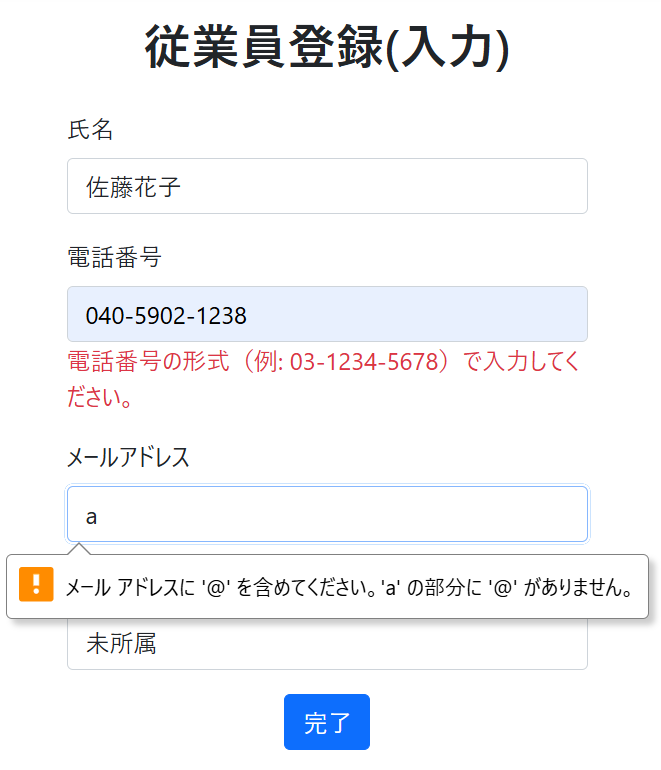 従業員登録(入力)
氏名
佐藤花子
電話番号
040-5902-1238
電話番号の形式（例: 03-1234-5678）で入力してく
ださい。
メールアドレス
a
メール アドレスに '@' を含めてください。'a' の部分に '@' がありません。
未所属
完了